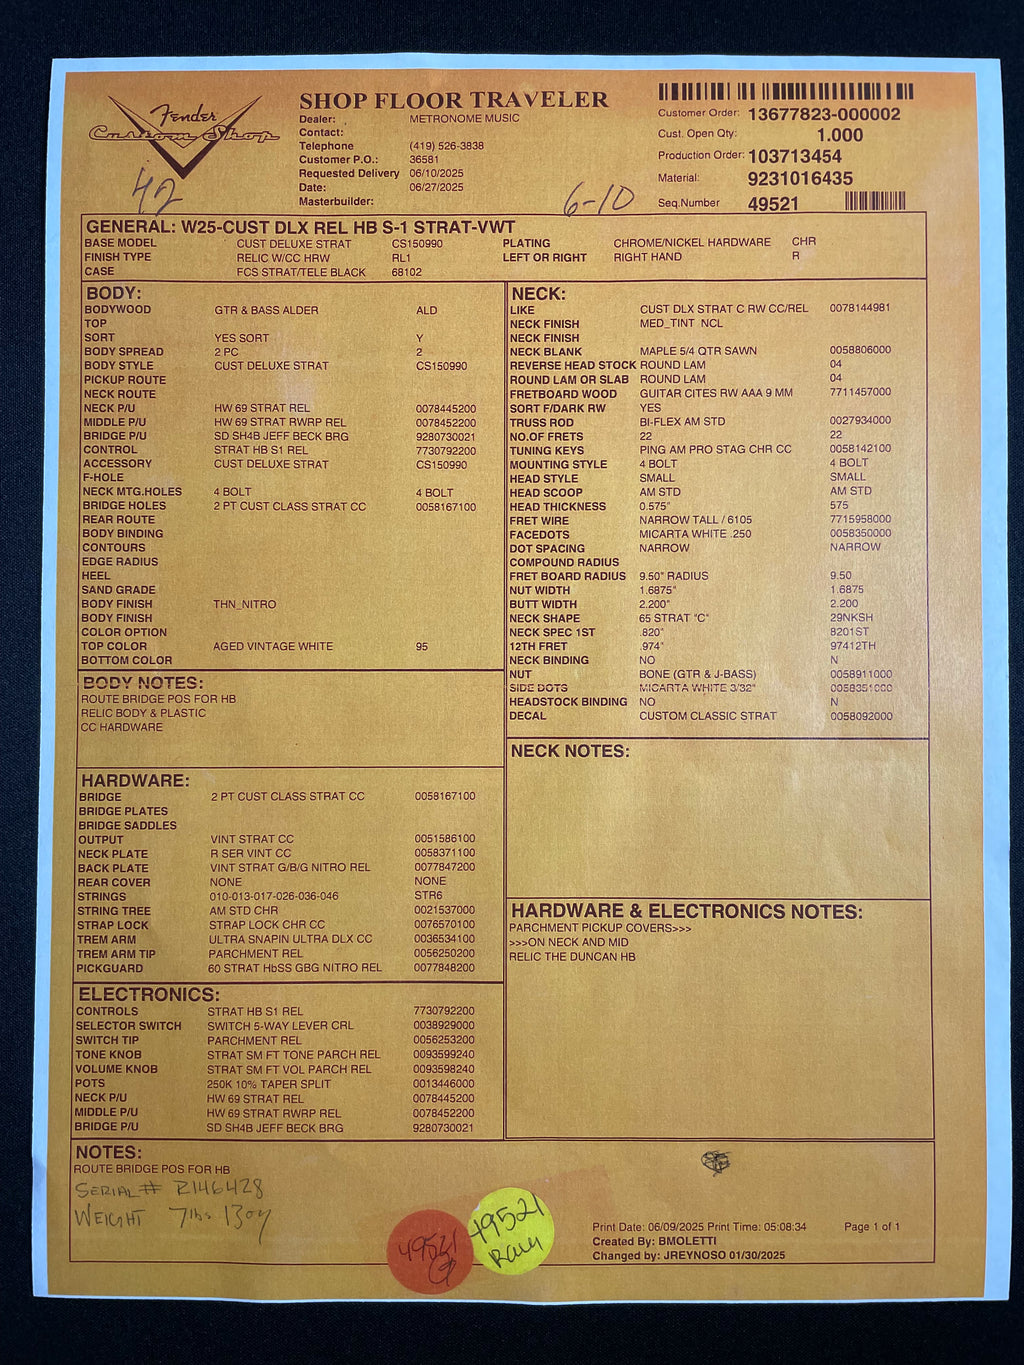 Fender
Custom Shop
42
SHOP FLOOR TRAVELER
Dealer: METRONOME MUSIC
Contact:
Telephone (419) 526-3838
Customer P.O.: 36581
Requested Delivery 06/10/2025
Date: 06/27/2025
Masterbuilder:
6-10
Customer Order: 13677823-000002
Cust. Open Qty: 1.000
Production Order: 103713454
Material: 9231016435
Seq.Number 49521
GENERAL: W25-CUST DLX REL HB S-1 STRAT-VWT
BASE MODEL CUST DELUXE STRAT CS150990 PLATING CHROME/NICKEL HARDWARE CHR
FINISH TYPE RELIC W/CC HRW RL1 LEFT OR RIGHT RIGHT HAND R
CASE FCS STRAT/TELE BLACK 68102
BODY:
BODYWOOD GTR & BASS ALDER ALD
TOP
SORT YES SORT Y
BODY SPREAD 2 PC 2
BODY STYLE CUST DELUXE STRAT CS150990
PICKUP ROUTE
NECK ROUTE
NECK P/U HW 69 STRAT REL 0078445200
MIDDLE P/U HW 69 STRAT RWRP REL 0078452200
BRIDGE P/U SD SH4B JEFF BECK BRG 9280730021
CONTROL STRAT HB S1 REL 7730792200
ACCESSORY CUST DELUXE STRAT CS150990
F-HOLE
NECK MTG.HOLES 4 BOLT 4 BOLT
BRIDGE HOLES 2 PT CUST CLASS STRAT CC 0058167100
REAR ROUTE
BODY BINDING
CONTOURS
EDGE RADIUS
HEEL
SAND GRADE
BODY FINISH THN_NITRO
BODY FINISH
COLOR OPTION
TOP COLOR AGED VINTAGE WHITE 95
BOTTOM COLOR
BODY NOTES:
ROUTE BRIDGE POS FOR HB
RELIC BODY & PLASTIC
CC HARDWARE
HARDWARE:
BRIDGE 2 PT CUST CLASS STRAT CC 0058167100
BRIDGE PLATES
BRIDGE SADDLES
OUTPUT VINT STRAT CC 0051586100
NECK PLATE R SER VINT CC 0058371100
BACK PLATE VINT STRAT G/B/G NITRO REL 0077847200
REAR COVER NONE NONE
STRINGS 010-013-017-026-036-046 STR6
STRING TREE AM STD CHR 0021537000
STRAP LOCK STRAP LOCK CHR CC 0076570100
TREM ARM ULTRA SNAPIN ULTRA DLX CC 0036534100
TREM ARM TIP PARCHMENT REL 0056250200
PICKGUARD 60 STRAT HbSS GBG NITRO REL 0077848200
ELECTRONICS:
CONTROLS STRAT HB S1 REL 7730792200
SELECTOR SWITCH SWITCH 5-WAY LEVER CRL 0038929000
SWITCH TIP PARCHMENT REL 0056253200
TONE KNOB STRAT SM FT TONE PARCH REL 0093599240
VOLUME KNOB STRAT SM FT VOL PARCH REL 0093598240
POTS 250K 10% TAPER SPLIT 0013446000
NECK P/U HW 69 STRAT REL 0078445200
MIDDLE P/U HW 69 STRAT RWRP REL 0078452200
BRIDGE P/U SD SH4B JEFF BECK BRG 9280730021
NECK:
LIKE CUST DLX STRAT C RW CC/REL 0078144981
NECK FINISH MED_TINT NCL
NECK FINISH
NECK BLANK MAPLE 5/4 QTR SAWN 0058806000
REVERSE HEAD STOCK ROUND LAM 04
ROUND LAM OR SLAB ROUND LAM 04
FRETBOARD WOOD GUITAR CITES RW AAA 9 MM 7711457000
SORT F/DARK RW YES
TRUSS ROD BI-FLEX AM STD 0027934000
NO.OF FRETS 22 22
TUNING KEYS PING AM PRO STAG CHR CC 0058142100
MOUNTING STYLE 4 BOLT 4 BOLT
HEAD STYLE SMALL SMALL
HEAD SCOOP AM STD AM STD
HEAD THICKNESS 0.575" 575
FRET WIRE NARROW TALL / 6105 7715958000
FACEDOTS MICARTA WHITE .250 0058350000
DOT SPACING NARROW NARROW
COMPOUND RADIUS
FRET BOARD RADIUS 9.50" RADIUS 9.50
NUT WIDTH 1.6875" 1.6875
BUTT WIDTH 2.200" 2.200
NECK SHAPE 65 STRAT "C" 29NKSH
NECK SPEC 1ST .820" 8201ST
12TH FRET .974" 97412TH
NECK BINDING NO N
NUT BONE (GTR & J-BASS) 0058911000
SIDE DOTS MICARTA WHITE 3/32" 0058351000
HEADSTOCK BINDING NO N
DECAL CUSTOM CLASSIC STRAT 0058092000
NECK NOTES:
HARDWARE & ELECTRONICS NOTES:
PARCHMENT PICKUP COVERS>>>
>>>ON NECK AND MID
RELIC THE DUNCAN HB
NOTES:
ROUTE BRIDGE POS FOR HB
SERIAL # R146428
WEIGHT 7lbs 13oz
49521
49521
Print Date: 06/09/2025 Print Time: 05:08:34 Page 1 of 1
Created By: BMOLETTI
Changed by: JREYNOSO 01/30/2025